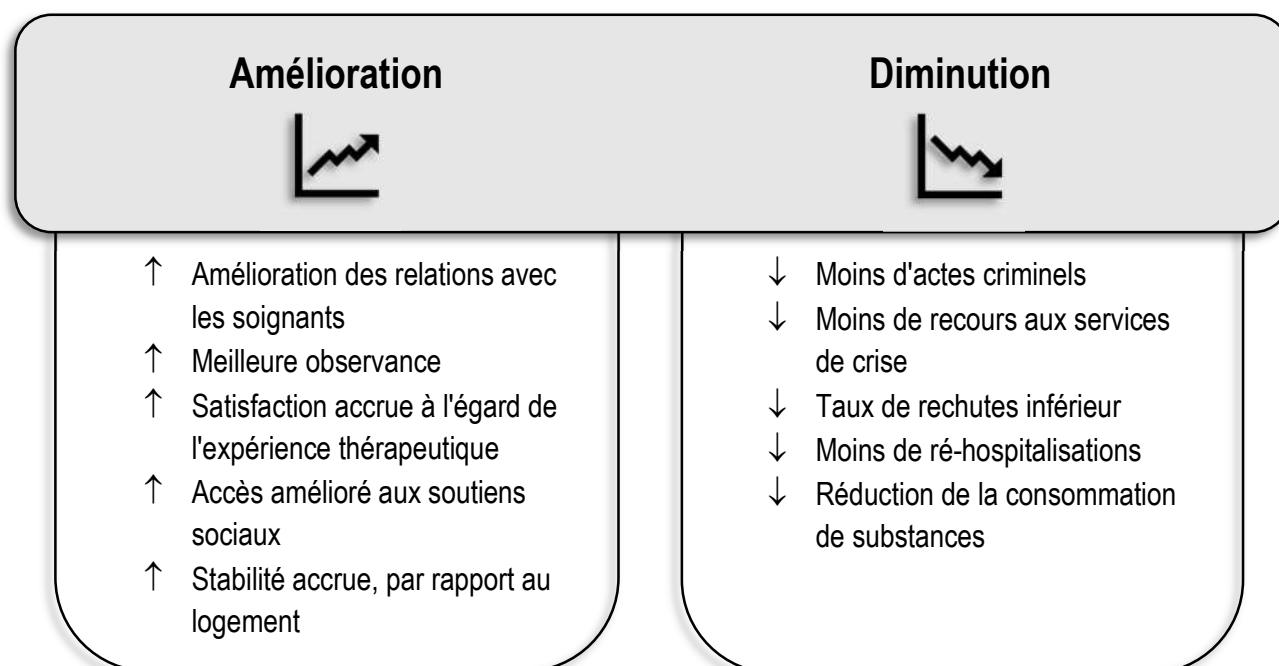 Amélioration
Diminution
↑ Amélioration des relations avec
les soignants
↑ Meilleure observance
↑ Satisfaction accrue à l'égard de
l'expérience thérapeutique
↑ Accès amélioré aux soutiens
sociaux
↑ Stabilité accrue, par rapport au
logement
↓ Moins d'actes criminels
↓ Moins de recours aux services
de crise
↓ Taux de rechutes inférieur
↓ Moins de ré-hospitalisations
↓ Réduction de la consommation
de substances